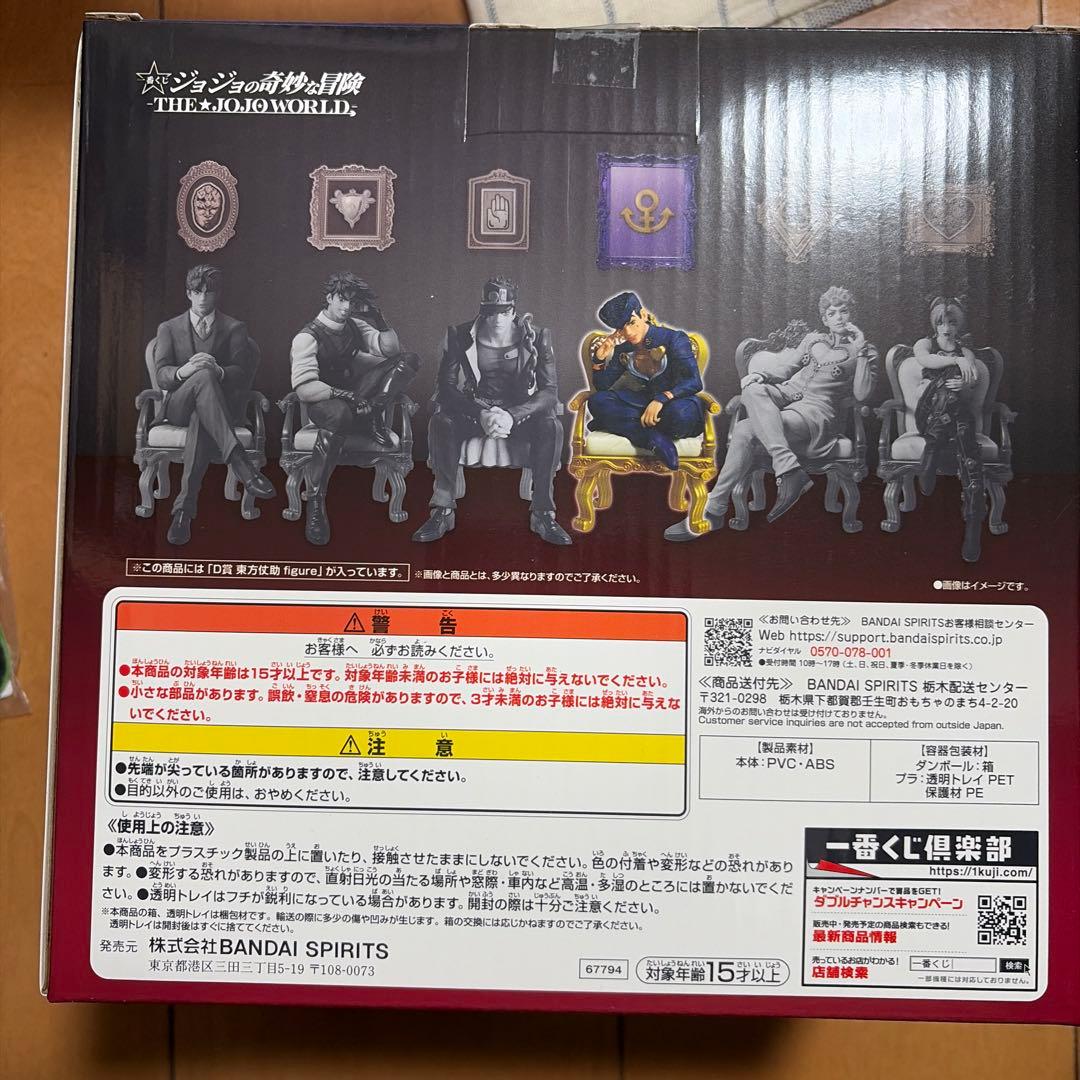 一番くじ ジョジョの奇妙な冒険
-THE★JOJO WORLD-
※この商品には「D賞 東方仗助 figure」が入っています。
※画像と商品とは、多少異なりますのでご了承ください。
●画像はイメージです。
⚠警告
お客様へ 必ずお読みください。
●本商品の対象年齢は15才以上です。対象年齢未満のお子様には絶対に与えないでください。
●小さな部品があります。誤飲・窒息の危険がありますので、3才未満のお子様には絶対に与えな
いでください。
⚠注意
●先端が尖っている箇所がありますので、注意してください。
●目的以外のご使用は、おやめください。
《使用上の注意》
●本商品をプラスチック製品の上に置いたり、接触させたままにしないでください。色の付着や変形などの恐れがあり
ます。●変形する恐れがありますので、直射日光の当たる場所や窓際・車内など高温・多湿のところには置かないでくだ
さい。●透明トレイはフチが鋭利になっている場合があります。開封の際は十分ご注意ください。
※本商品の箱、透明トレイは梱包材です。輸送の際に多少の傷や凹みが生じます。箱の交換には応じかねますのでご了承ください。
透明トレイは開封後はすぐに捨ててください。
発売元 株式会社BANDAI SPIRITS
東京都港区三田三丁目5-19 〒108-0073
67794
対象年齢15才以上
《お問い合わせ先》 BANDAI SPIRITSお客様相談センター
Web https://support.bandaispirits.co.jp
ナビダイヤル 0570-078-001
●受付時間 10時〜17時(土、日、祝日、夏季・冬季休業日を除く)
《商品送付先》 BANDAI SPIRITS 栃木配送センター
〒321-0298 栃木県下都賀郡壬生町おもちゃのまち4-2-20
海外からのお問い合わせは受け付けておりません。
Customer service inquiries are not accepted from outside Japan.
【製品素材】
本体:PVC・ABS
【容器包装材】
ダンボール:箱
プラ:透明トレイ PET
保護材 PE
一番くじ倶楽部
https://1kuji.com/
キャンペーンナンバーで賞品をGET!
ダブルチャンスキャンペーン
販売中・発売予定の商品検索もできる!
最新商品情報
売っているお店がわかる!
店舗検索
一番くじ 検索
一部機種には対応しておりません。